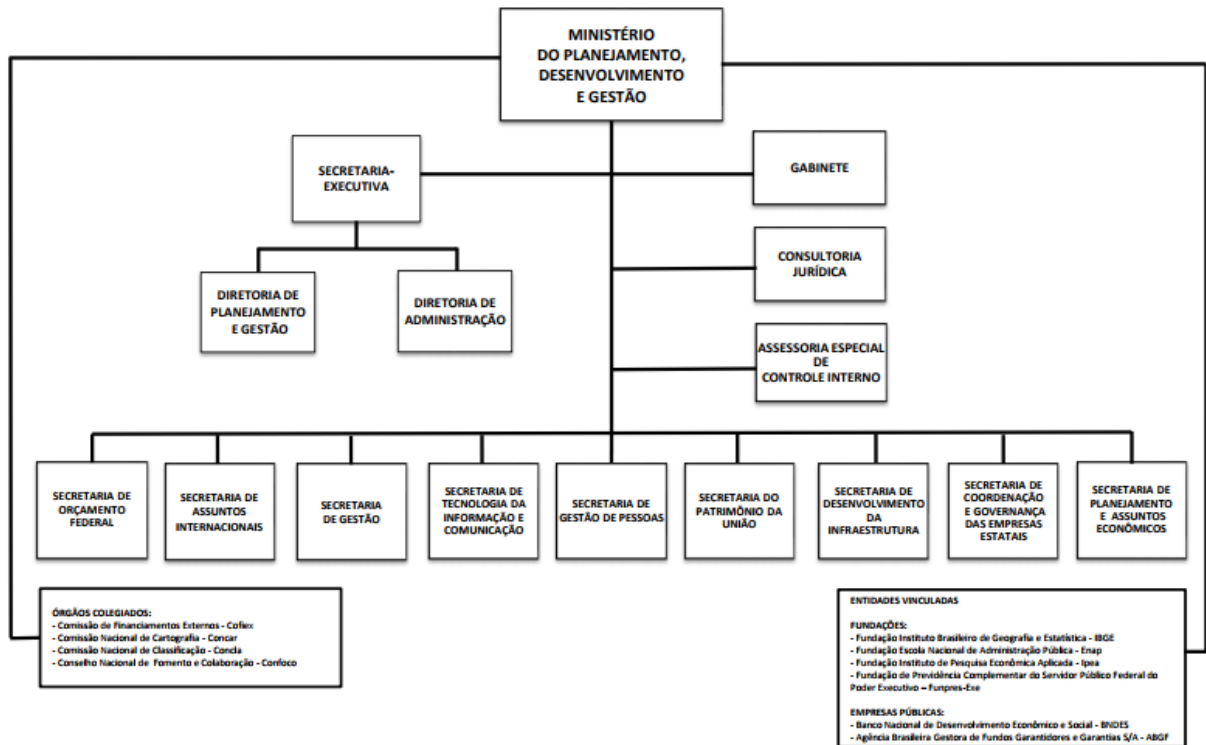 MINISTÉRIO
DO PLANEJAMENTO,
DESENVOLVIMENTO
E GESTÃO
SECRETARIA-
EXECUTIVA
GABINETE
CONSULTORIA
JURÍDICA
DIRETORIA DE
PLANEJAMENTO
E GESTÃO
DIRETORIA DE
ADMINISTRAÇÃO
ASSESSORIA ESPECIAL
DE
CONTROLE INTERNO
SECRETARIA DE
ORÇAMENTO
FEDERAL
SECRETARIA DE
ASSUNTOS
INTERNACIONAIS
SECRETARIA
DE GESTÃO
SECRETARIA DE
TECNOLOGIA DA
INFORMAÇÃO E
COMUNICAÇÃO
SECRETARIA DE
GESTÃO DE PESSOAS
SECRETARIA DO
PATRIMÔNIO DA
UNIÃO
SECRETARIA DE
DESENVOLVIMENTO
DA
INFRAESTRUTURA
SECRETARIA DE
COORDENAÇÃO
E GOVERNANÇA
DAS EMPRESAS
ESTATAIS
SECRETARIA DE
PLANEJAMENTO
E ASSUNTOS
ECONÔMICOS
ÓRGÃOS COLEGIADOS:
- Comissão de Financiamentos Externos - Cofiex
- Comissão Nacional de Cartografia - Concar
- Comissão Nacional de Classificação - Concla
- Conselho Nacional de Fomento e Colaboração - Confoco
ENTIDADES VINCULADAS
FUNDAÇÕES:
- Fundação Instituto Brasileiro de Geografia e Estatística - IBGE
- Fundação Escola Nacional de Administração Pública - Enap
- Fundação Instituto de Pesquisa Econômica Aplicada - Ipea
- Fundação de Previdência Complementar do Servidor Público Federal do
Poder Executivo – Funpres-Exe
EMPRESAS PÚBLICAS:
- Banco Nacional de Desenvolvimento Econômico e Social - BNDES
- Agência Brasileira Gestora de Fundos Garantidores e Garantias S/A - ABGF